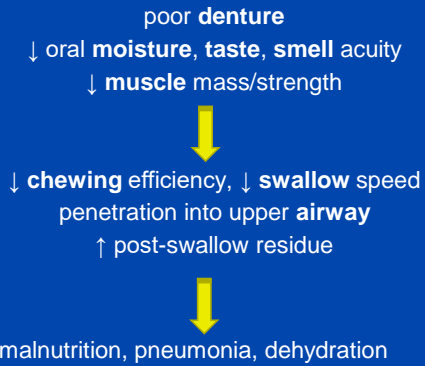 poor denture
↓ oral moisture, taste, smell acuity
↓ muscle mass/strength
↓ chewing efficiency, ↓ swallow speed
penetration into upper airway
↑ post-swallow residue
malnutrition, pneumonia, dehydration